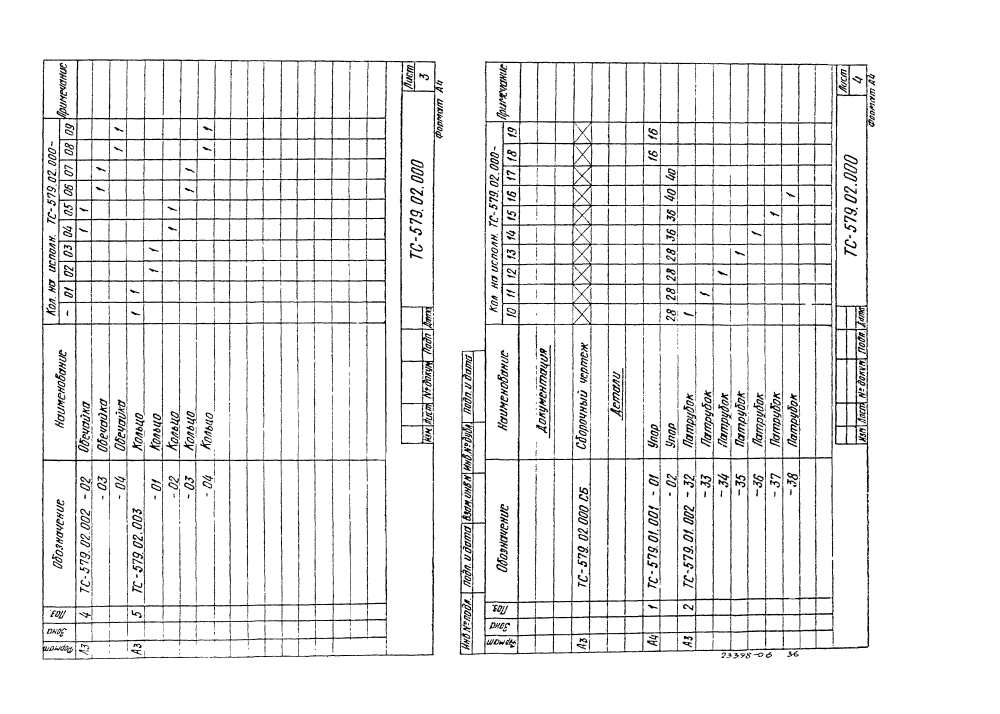 Формат Зона Поз. Обозначение Наименование Кол. на исполн. ТС-579.02.000- Примечание
- 01 02 03 04 05 06 07 08 09
А3 4 ТС-579.02.002 - 02 Обечайка 1 1
- 03 Обечайка 1 1
- 04 Обечайка 1 1
А3 5 ТС-579.02.003 Кольцо 1 1
- 01 Кольцо 1 1
- 02 Кольцо 1 1
- 03 Кольцо 1 1
- 04 Кольцо 1 1
Изм Лист № докум. Подп. Дата
ТС-579.02.000
Лист
3
Формат А4
Инв.№ подл. Подп. и дата Взам.инв.№ Инв.№ дубл. Подп. и дата
Формат Зона Поз. Обозначение Наименование Кол. на исполн. ТС-579.02.000- Примечание
10 11 12 13 14 15 16 17 18 19
Документация
А3 ТС-579.02.000 СБ Сборочный чертеж
Детали
А4 1 ТС-579.01.001 - 01 Упор 16 16
- 02 Упор 28 28 28 28 36 36 40 40
А3 2 ТС-579.01.002 - 32 Патрубок 1
- 33 Патрубок 1
- 34 Патрубок 1
- 35 Патрубок 1
- 36 Патрубок 1
- 37 Патрубок 1
- 38 Патрубок 1
Изм Лист № докум. Подп. Дата
ТС-579.02.000
Лист
4
Формат А4
23398-06 36